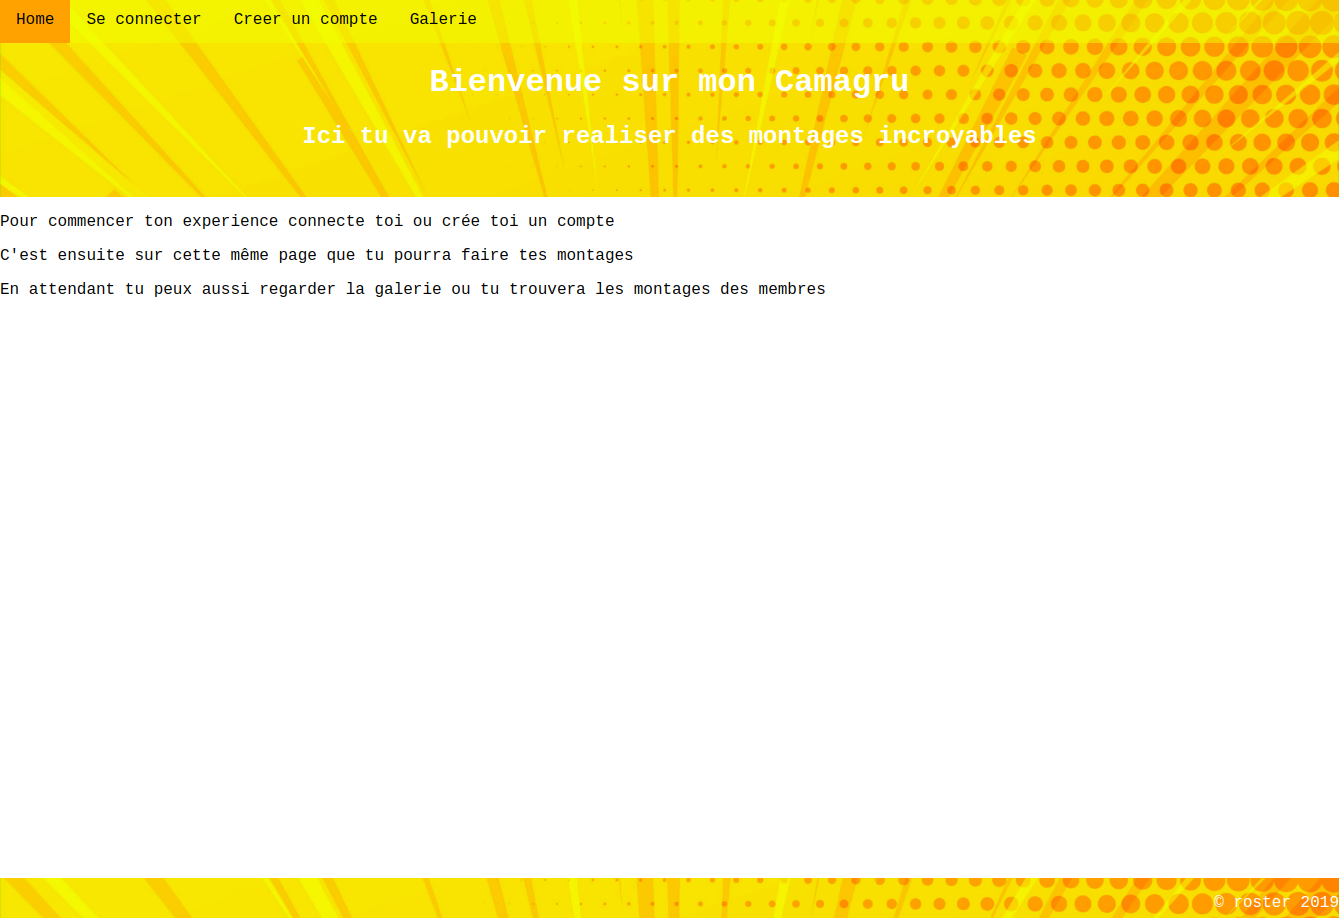 Home Se connecter Creer un compte Galerie
Bienvenue sur mon Camagru
Ici tu va pouvoir realiser des montages incroyables
Pour commencer ton experience connecte toi ou crée toi un compte
C'est ensuite sur cette même page que tu pourra faire tes montages
En attendant tu peux aussi regarder la galerie ou tu trouvera les montages des membres
© roster 2019